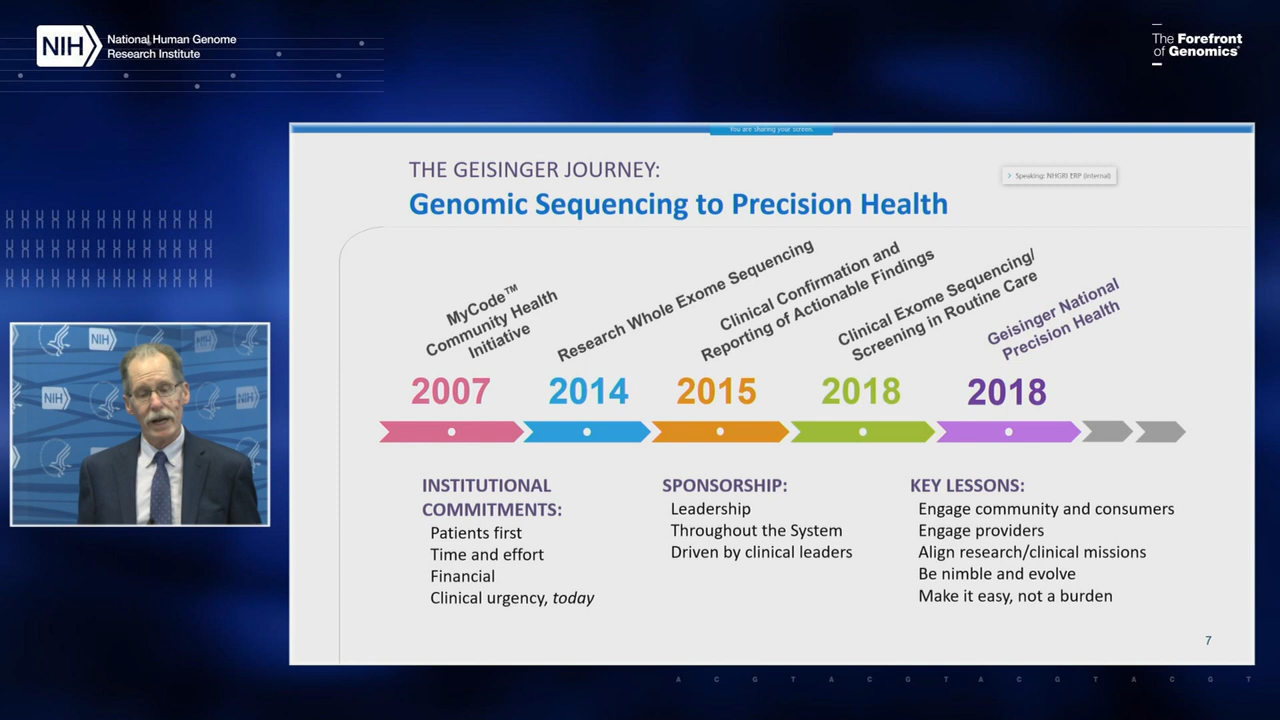 NIH
National Human Genome
Research Institute
The Forefront
of Genomics®
You are sharing your screen.
THE GEISINGER JOURNEY:
Speaking: NHGRI ERP (Internal)
Genomic Sequencing to Precision Health
MyCode™
Community Health
Initiative
Research Whole Exome Sequencing
Clinical Confirmation and
Reporting of Actionable Findings
Clinical Exome Sequencing/
Screening in Routine Care
Geisinger National
Precision Health
2007
2014
2015
2018
2018
INSTITUTIONAL
COMMITMENTS:
Patients first
Time and effort
Financial
Clinical urgency, today
SPONSORSHIP:
Leadership
Throughout the System
Driven by clinical leaders
KEY LESSONS:
Engage community and consumers
Engage providers
Align research/clinical missions
Be nimble and evolve
Make it easy, not a burden
7
NIH
NIH
NIH
NIH
A C G T A C G T A C G T A C G T